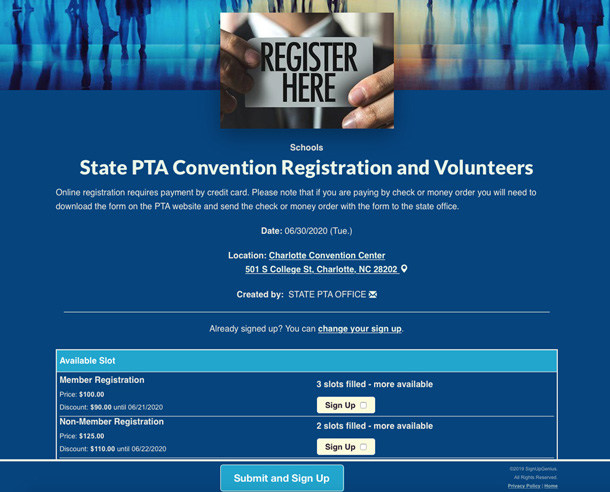 REGISTER
HERE
Schools
State PTA Convention Registration and Volunteers
Online registration requires payment by credit card. Please note that if you are paying by check or money order you will need to
download the form on the PTA website and send the check or money order with the form to the state office.
Date: 06/30/2020 (Tue.)
Location: Charlotte Convention Center
501 S College St, Charlotte, NC 28202
Created by: STATE PTA OFFICE
Already signed up? You can change your sign up.
Available Slot
Member Registration
Price: $100.00
Discount: $90.00 until 06/21/2020
3 slots filled - more available
Sign Up
Non-Member Registration
Price: $125.00
Discount: $110.00 until 06/22/2020
2 slots filled - more available
Sign Up
Submit and Sign Up
©2019 SignUpGenius.
All Rights Reserved.
Privacy Policy | Home